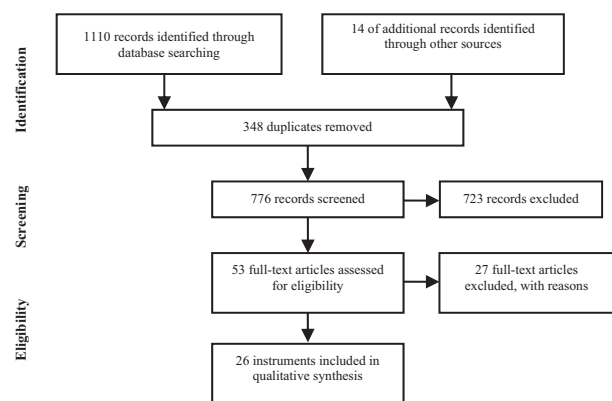 Identification
1110 records identified through
database searching
14 of additional records identified
through other sources
348 duplicates removed
Screening
776 records screened
723 records excluded
Eligibility
53 full-text articles assessed
for eligibility
27 full-text articles
excluded, with reasons
26 instruments included in
qualitative synthesis